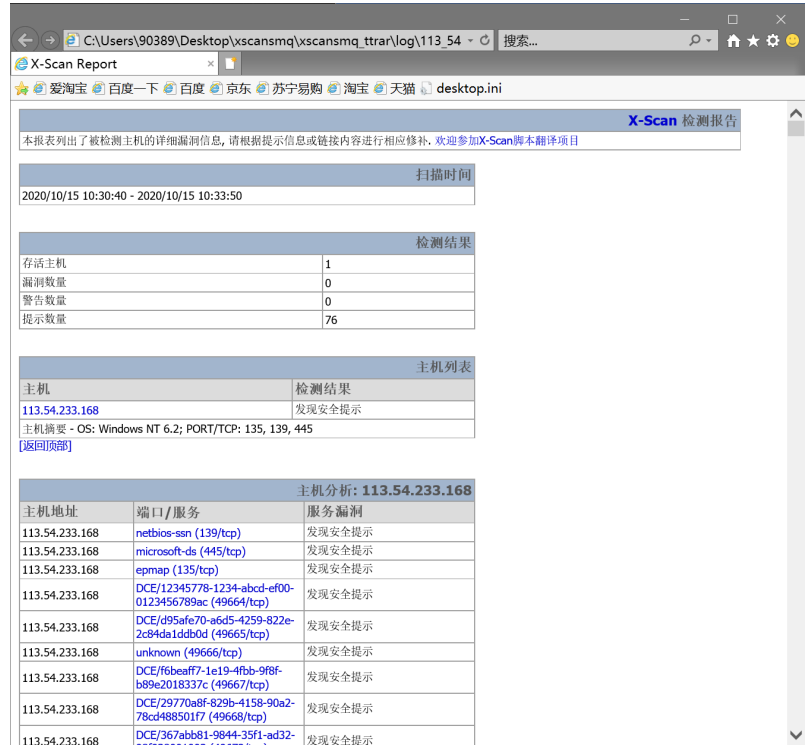 C:\Users\90389\Desktop\xscansmq\xscansmq_ttrar\log\113_54
搜索...
X-Scan Report
爱淘宝 百度一下 百度 京东 苏宁易购 淘宝 天猫 desktop.ini
X-Scan 检测报告
本报表列出了被检测主机的详细漏洞信息, 请根据提示信息或链接内容进行相应修补. 欢迎参加X-Scan脚本翻译项目
扫描时间
2020/10/15 10:30:40 - 2020/10/15 10:33:50
检测结果
存活主机 1
漏洞数量 0
警告数量 0
提示数量 76
主机列表
主机 检测结果
113.54.233.168 发现安全提示
主机摘要 - OS: Windows NT 6.2; PORT/TCP: 135, 139, 445
[返回顶部]
主机分析: 113.54.233.168
主机地址 端口/服务 服务漏洞
113.54.233.168 netbios-ssn (139/tcp) 发现安全提示
113.54.233.168 microsoft-ds (445/tcp) 发现安全提示
113.54.233.168 epmap (135/tcp) 发现安全提示
113.54.233.168 DCE/12345778-1234-abcd-ef00- 发现安全提示
0123456789ac (49664/tcp)
113.54.233.168 DCE/d95afe70-a6d5-4259-822e- 发现安全提示
2c84da1ddb0d (49665/tcp)
113.54.233.168 unknown (49666/tcp) 发现安全提示
113.54.233.168 DCE/f6beaff7-1e19-4fbb-9f8f- 发现安全提示
b89e2018337c (49667/tcp)
113.54.233.168 DCE/29770a8f-829b-4158-90a2- 发现安全提示
78cd488501f7 (49668/tcp)
113.54.233.168 DCE/367abb81-9844-35f1-ad32- 发现安全提示